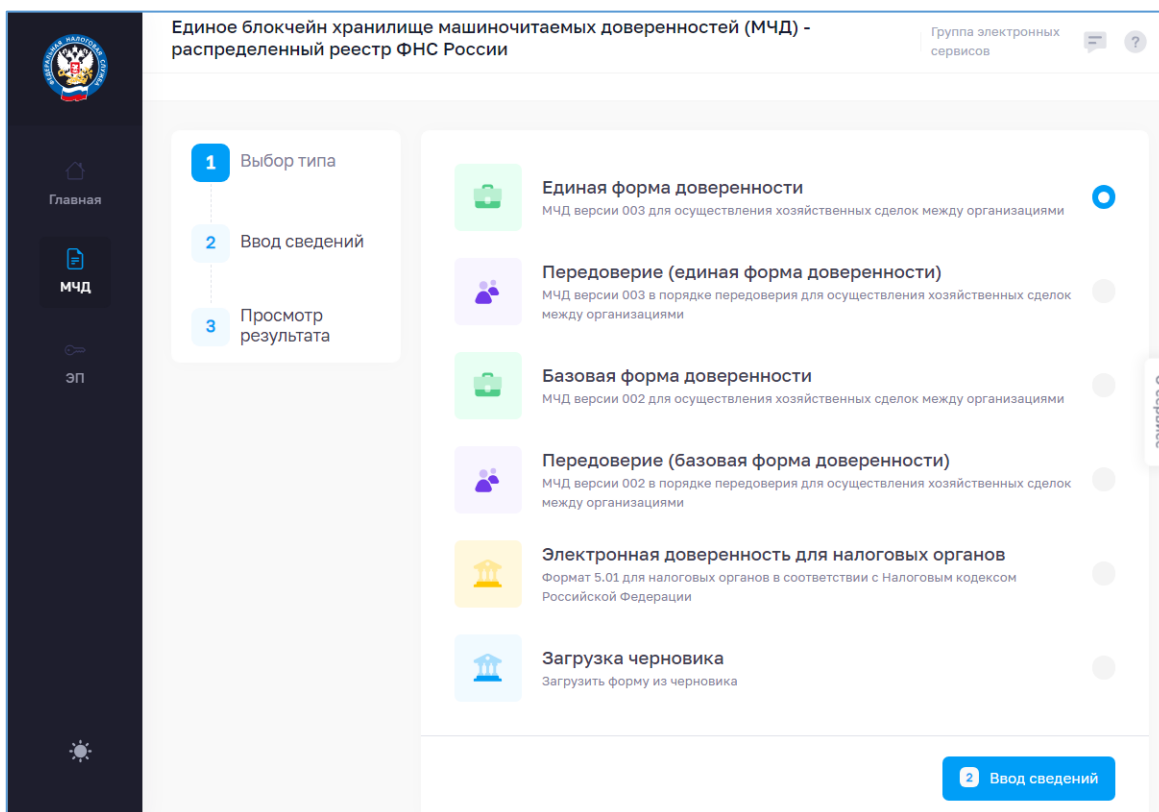 Единое блокчейн хранилище машиночитаемых доверенностей (МЧД) -
распределенный реестр ФНС России
Группа электронных
сервисов
?
ФЕДЕРАЛЬНАЯ НАЛОГОВАЯ СЛУЖБА
Главная
МЧД
ЭП
1 Выбор типа
2 Ввод сведений
3 Просмотр
результата
Единая форма доверенности
МЧД версии 003 для осуществления хозяйственных сделок между организациями
Передоверие (единая форма доверенности)
МЧД версии 003 в порядке передоверия для осуществления хозяйственных сделок
между организациями
Базовая форма доверенности
МЧД версии 002 для осуществления хозяйственных сделок между организациями
Передоверие (базовая форма доверенности)
МЧД версии 002 в порядке передоверия для осуществления хозяйственных сделок
между организациями
Электронная доверенность для налоговых органов
Формат 5.01 для налоговых органов в соответствии с Налоговым кодексом
Российской Федерации
Загрузка черновика
Загрузить форму из черновика
2 Ввод сведений